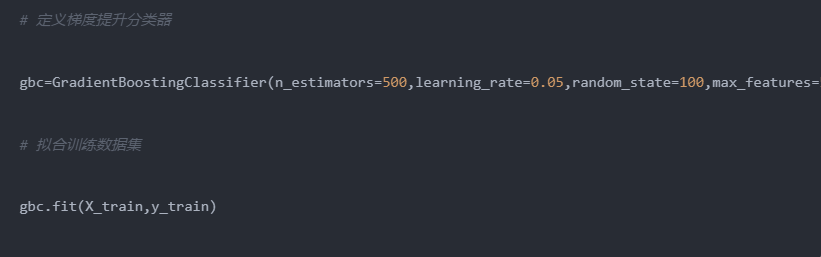 # 定义梯度提升分类器
gbc=GradientBoostingClassifier(n_estimators=500,learning_rate=0.05,random_state=100,max_features=
# 拟合训练数据集
gbc.fit(X_train,y_train)